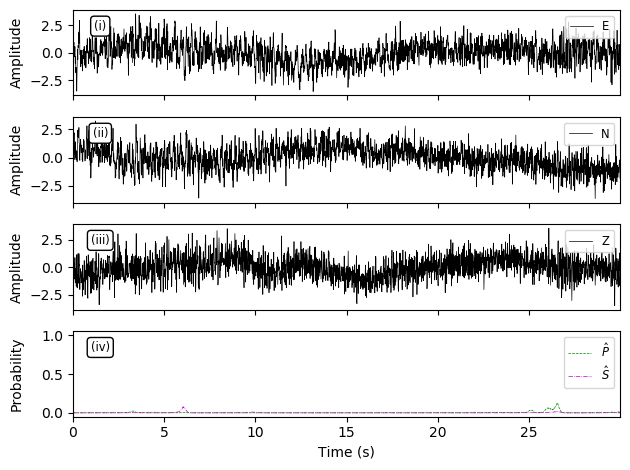 (i)
E
Amplitude
2.5
0.0
−2.5
(ii)
N
Amplitude
2.5
0.0
−2.5
(iii)
Z
Amplitude
2.5
0.0
−2.5
(iv)
P̂
Ŝ
Probability
1.0
0.5
0.0
0 5 10 15 20 25
Time (s)